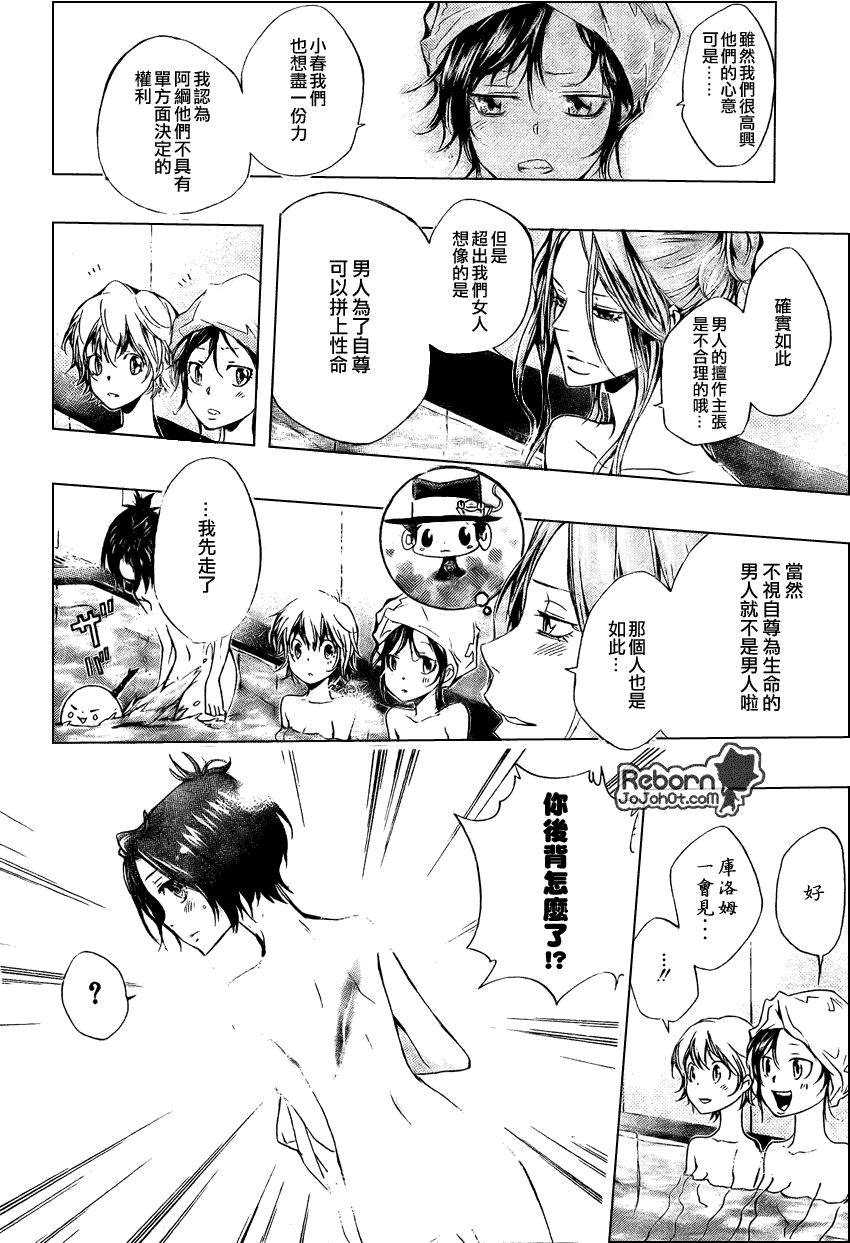 雖然我們很高興
他們的心意
可是……
小春我們
也想盡一份力
我認為
阿綱他們不具有
單方面決定的
權利
確實如此
男人的擅作主張
是不合理的哦…
但是
超出我們女人
想像的是
男人為了自尊
可以拼上性命
當然
不視自尊為生命的
男人就不是男人啦
那個人也是
如此…
…我先走了
ザザ
Reborn
JoJoHOt.com
好
庫洛姆
一會見…
…!!
你後背怎麼了!?
?